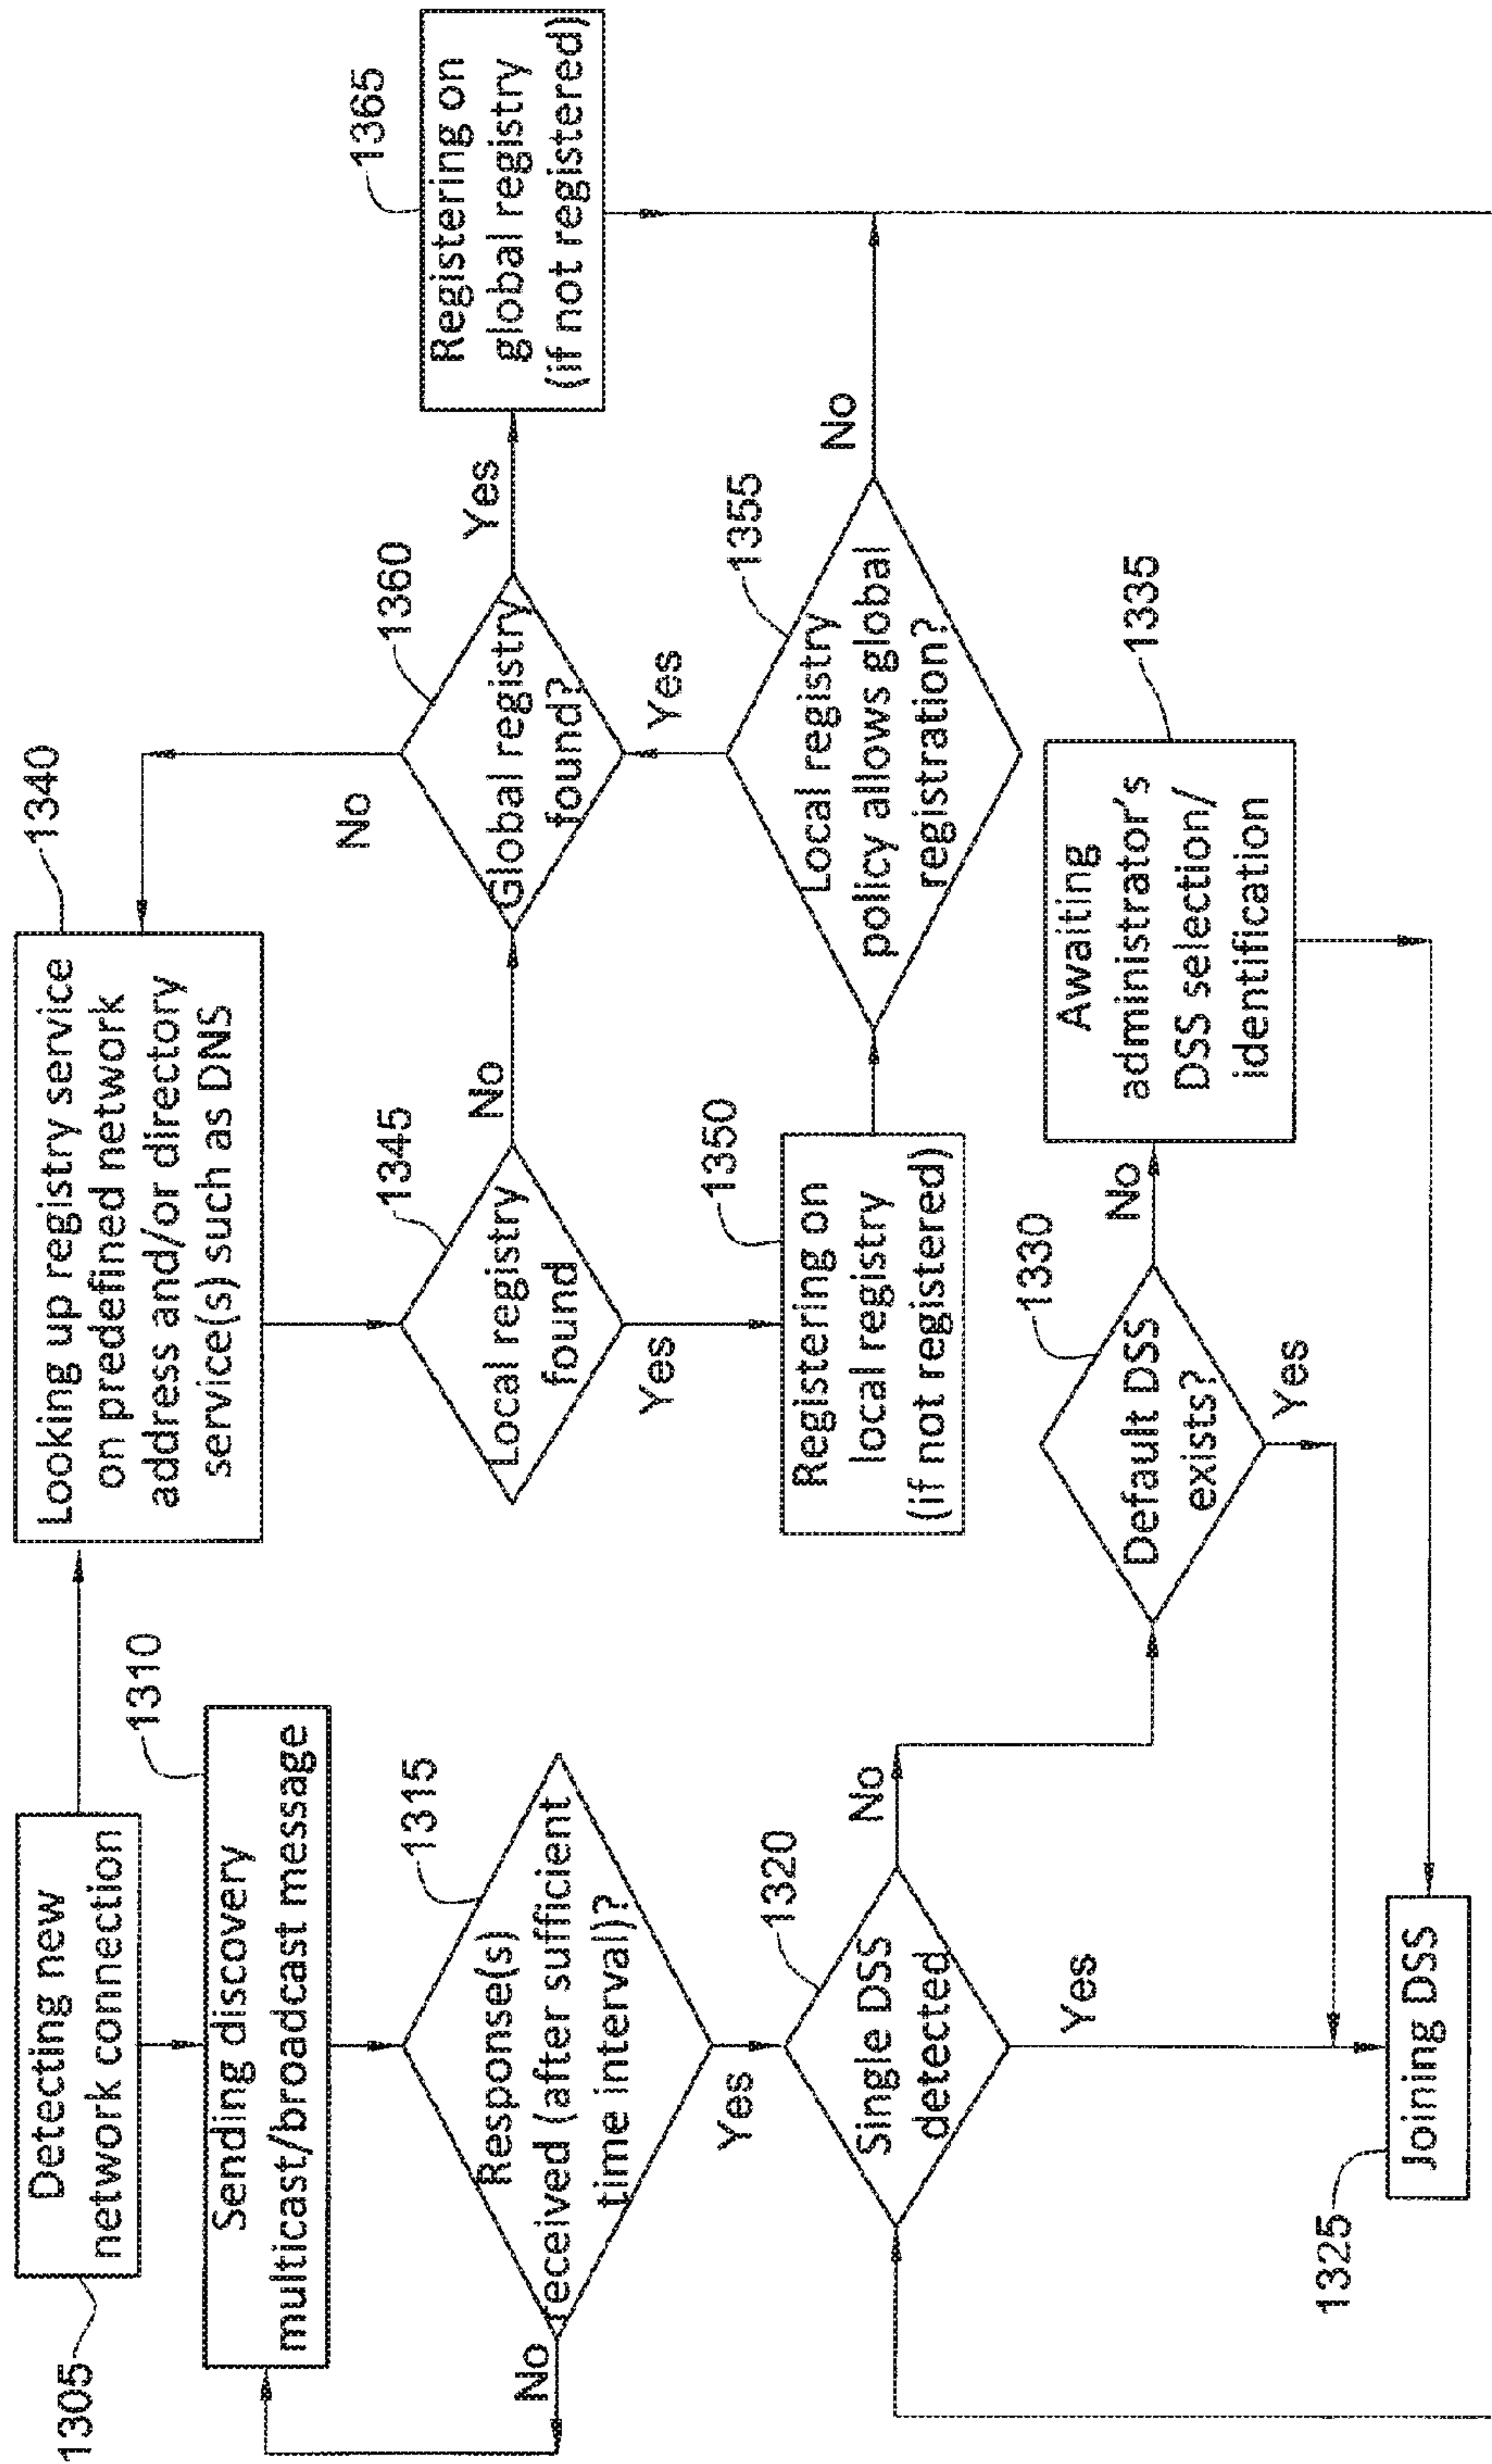 1305
Detecting new
network connection
1310
Sending discovery
multicast/broadcast message
1315
Response(s)
received (after sufficient
time interval)?
No
Yes
1320
Single DSS
detected
No
Yes
1325
Joining DSS
1330
Default DSS
exists?
No
Yes
1335
Awaiting
administrator's
DSS selection/
identification
1340
Looking up registry service
on predefined network
address and/or directory
service(s) such as DNS
1345
Local registry
found
No
Yes
1350
Registering on
local registry
(if not registered)
1355
Local registry
policy allows global
registration?
Yes
No
1360
Global registry
found?
No
Yes
1365
Registering on
global registry
(if not registered)